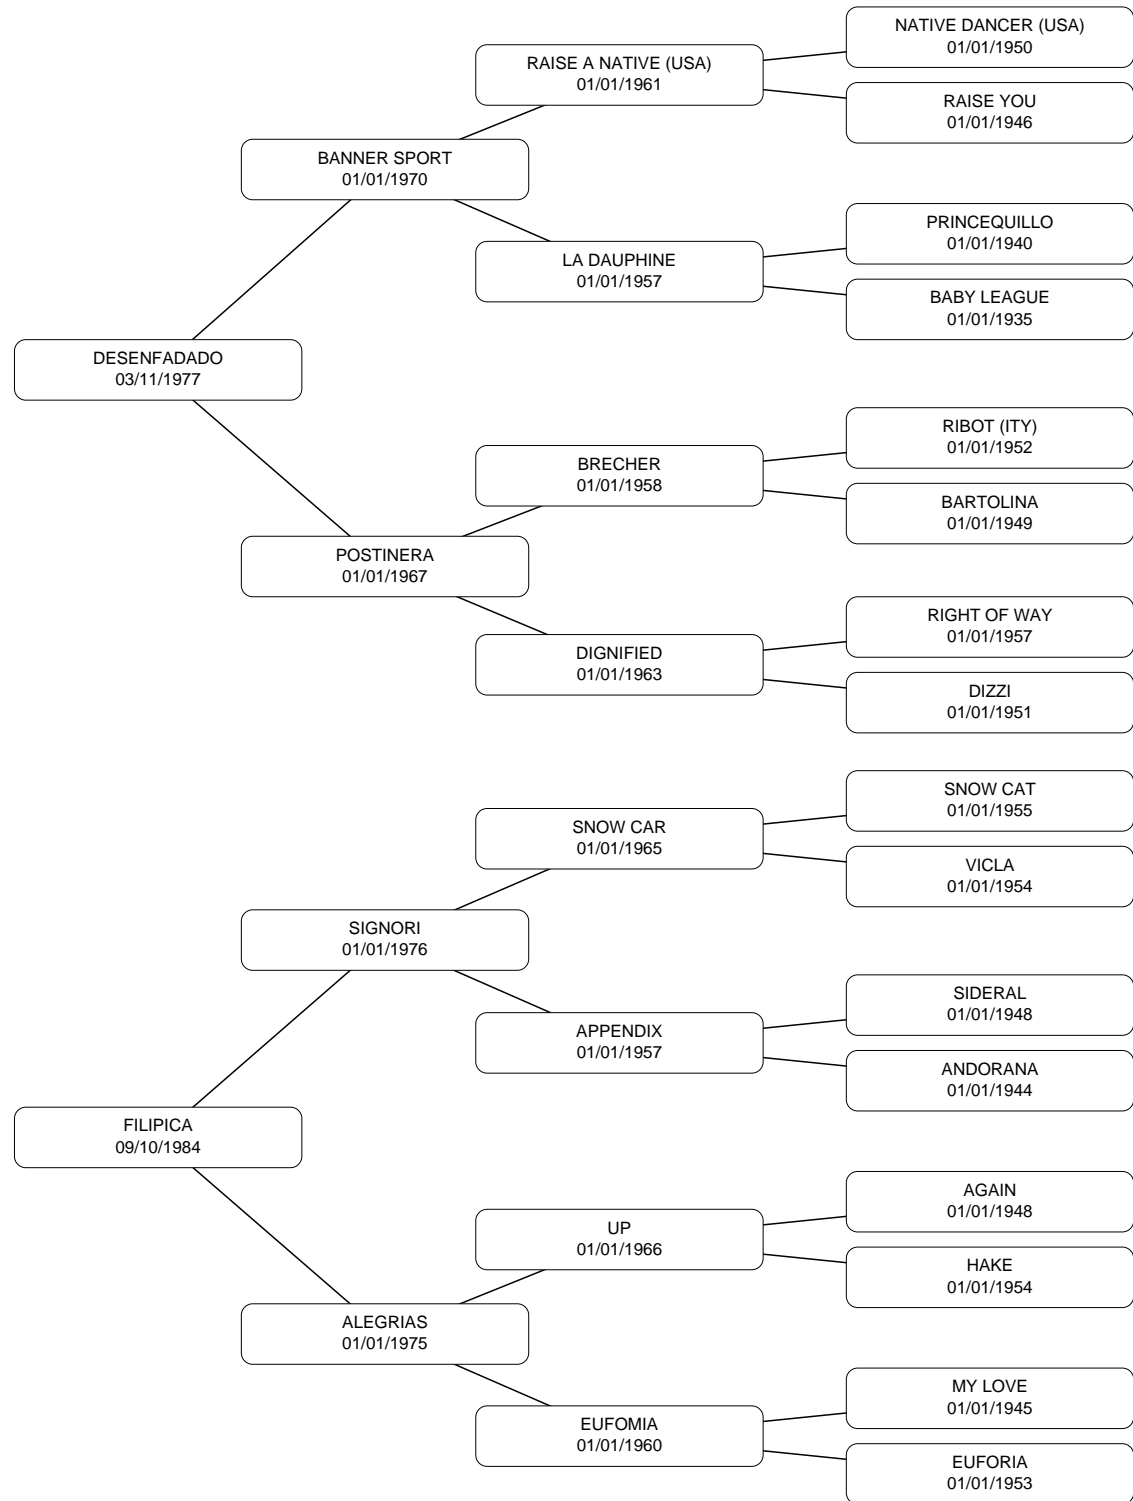 NATIVE DANCER (USA)
01/01/1950
RAISE A NATIVE (USA)
01/01/1961
RAISE YOU
01/01/1946
BANNER SPORT
01/01/1970
PRINCEQUILLO
01/01/1940
LA DAUPHINE
01/01/1957
BABY LEAGUE
01/01/1935
DESENFADADO
03/11/1977
RIBOT (ITY)
01/01/1952
BRECHER
01/01/1958
BARTOLINA
01/01/1949
POSTINERA
01/01/1967
RIGHT OF WAY
01/01/1957
DIGNIFIED
01/01/1963
DIZZI
01/01/1951
SNOW CAT
01/01/1955
SNOW CAR
01/01/1965
VICLA
01/01/1954
SIGNORI
01/01/1976
SIDERAL
01/01/1948
APPENDIX
01/01/1957
ANDORANA
01/01/1944
FILIPICA
09/10/1984
AGAIN
01/01/1948
UP
01/01/1966
HAKE
01/01/1954
ALEGRIAS
01/01/1975
MY LOVE
01/01/1945
EUFOMIA
01/01/1960
EUFORIA
01/01/1953